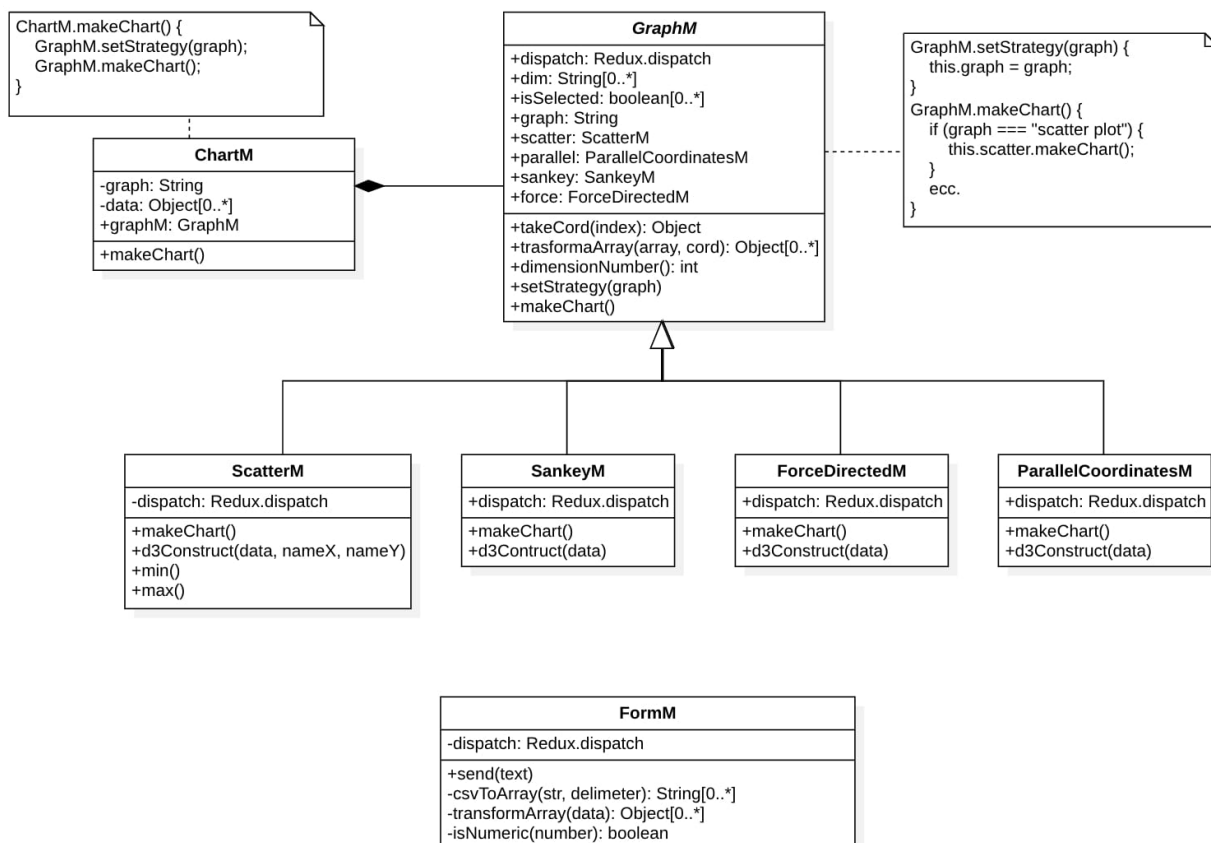 ChartM.makeChart() {
GraphM.setStrategy(graph);
GraphM.makeChart();
}
GraphM
+dispatch: Redux.dispatch
+dim: String[0..*]
+isSelected: boolean[0..*]
+graph: String
+scatter: ScatterM
+parallel: ParallelCoordinatesM
+sankey: SankeyM
+force: ForceDirectedM
+takeCord(index): Object
+trasformaArray(array, cord): Object[0..*]
+dimensionNumber(): int
+setStrategy(graph)
+makeChart()
GraphM.setStrategy(graph) {
this.graph = graph;
}
GraphM.makeChart() {
if (graph === "scatter plot") {
this.scatter.makeChart();
}
ecc.
}
ChartM
-graph: String
-data: Object[0..*]
+graphM: GraphM
+makeChart()
ScatterM
-dispatch: Redux.dispatch
+makeChart()
+d3Construct(data, nameX, nameY)
+min()
+max()
SankeyM
+dispatch: Redux.dispatch
+makeChart()
+d3Contruct(data)
ForceDirectedM
+dispatch: Redux.dispatch
+makeChart()
+d3Construct(data)
ParallelCoordinatesM
+dispatch: Redux.dispatch
+makeChart()
+d3Construct(data)
FormM
-dispatch: Redux.dispatch
+send(text)
-csvToArray(str, delimeter): String[0..*]
-transformArray(data): Object[0..*]
-isNumeric(number): boolean